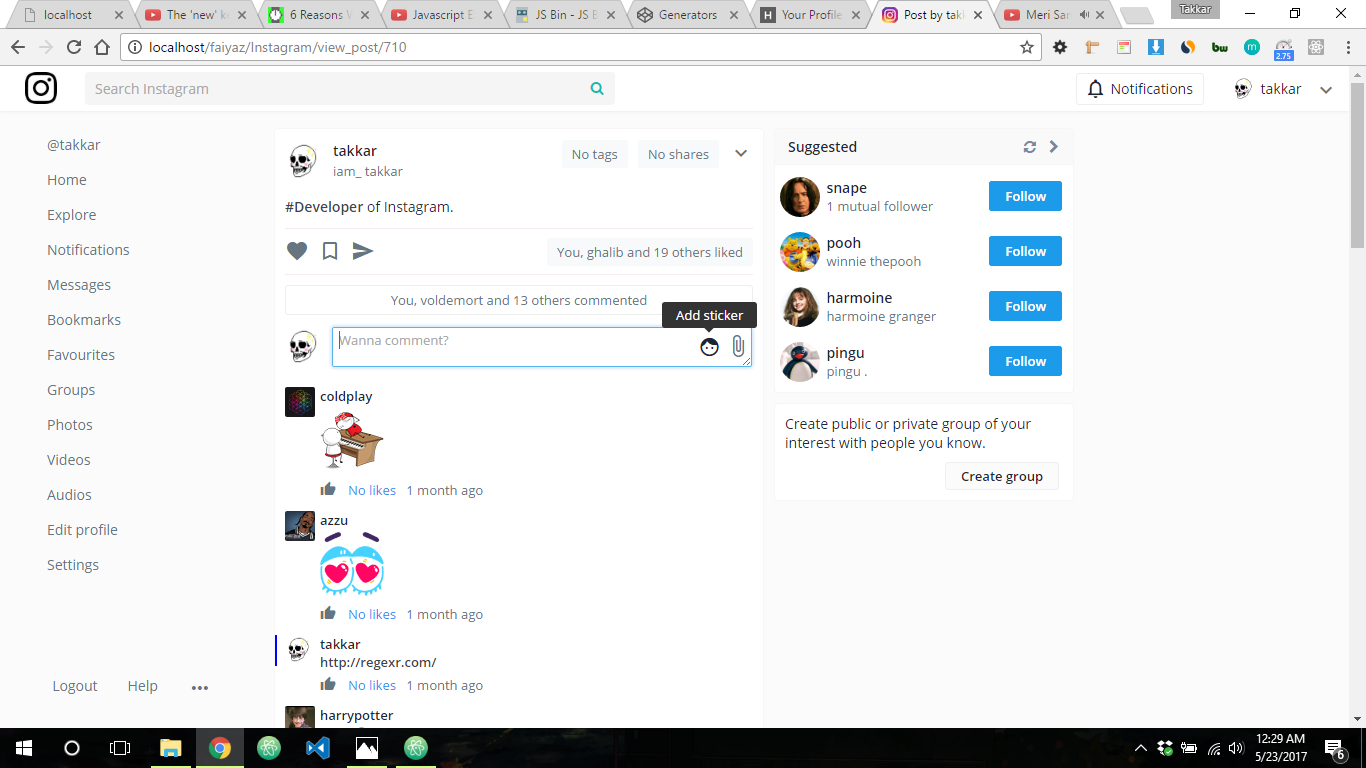 localhost
The 'new' k
6 Reasons
Javascript E
JS Bin - JS B
Generators
Your Profile
Post by tak
Meri Sar
Takkar
localhost/faiyaz/Instagram/view_post/710
bw
m
2.75
Search Instagram
Notifications
takkar
@takkar
Home
Explore
Notifications
Messages
Bookmarks
Favourites
Groups
Photos
Videos
Audios
Edit profile
Settings
Logout
Help
takkar
iam_ takkar
No tags
No shares
#Developer of Instagram.
You, ghalib and 19 others liked
You, voldemort and 13 others commented
Add sticker
Wanna comment?
coldplay
No likes 1 month ago
azzu
No likes 1 month ago
takkar
http://regexr.com/
No likes 1 month ago
harrypotter
Suggested
snape
1 mutual follower
Follow
pooh
winnie thepooh
Follow
harmoine
harmoine granger
Follow
pingu
pingu .
Follow
Create public or private group of your
interest with people you know.
Create group
12:29 AM
5/23/2017
6